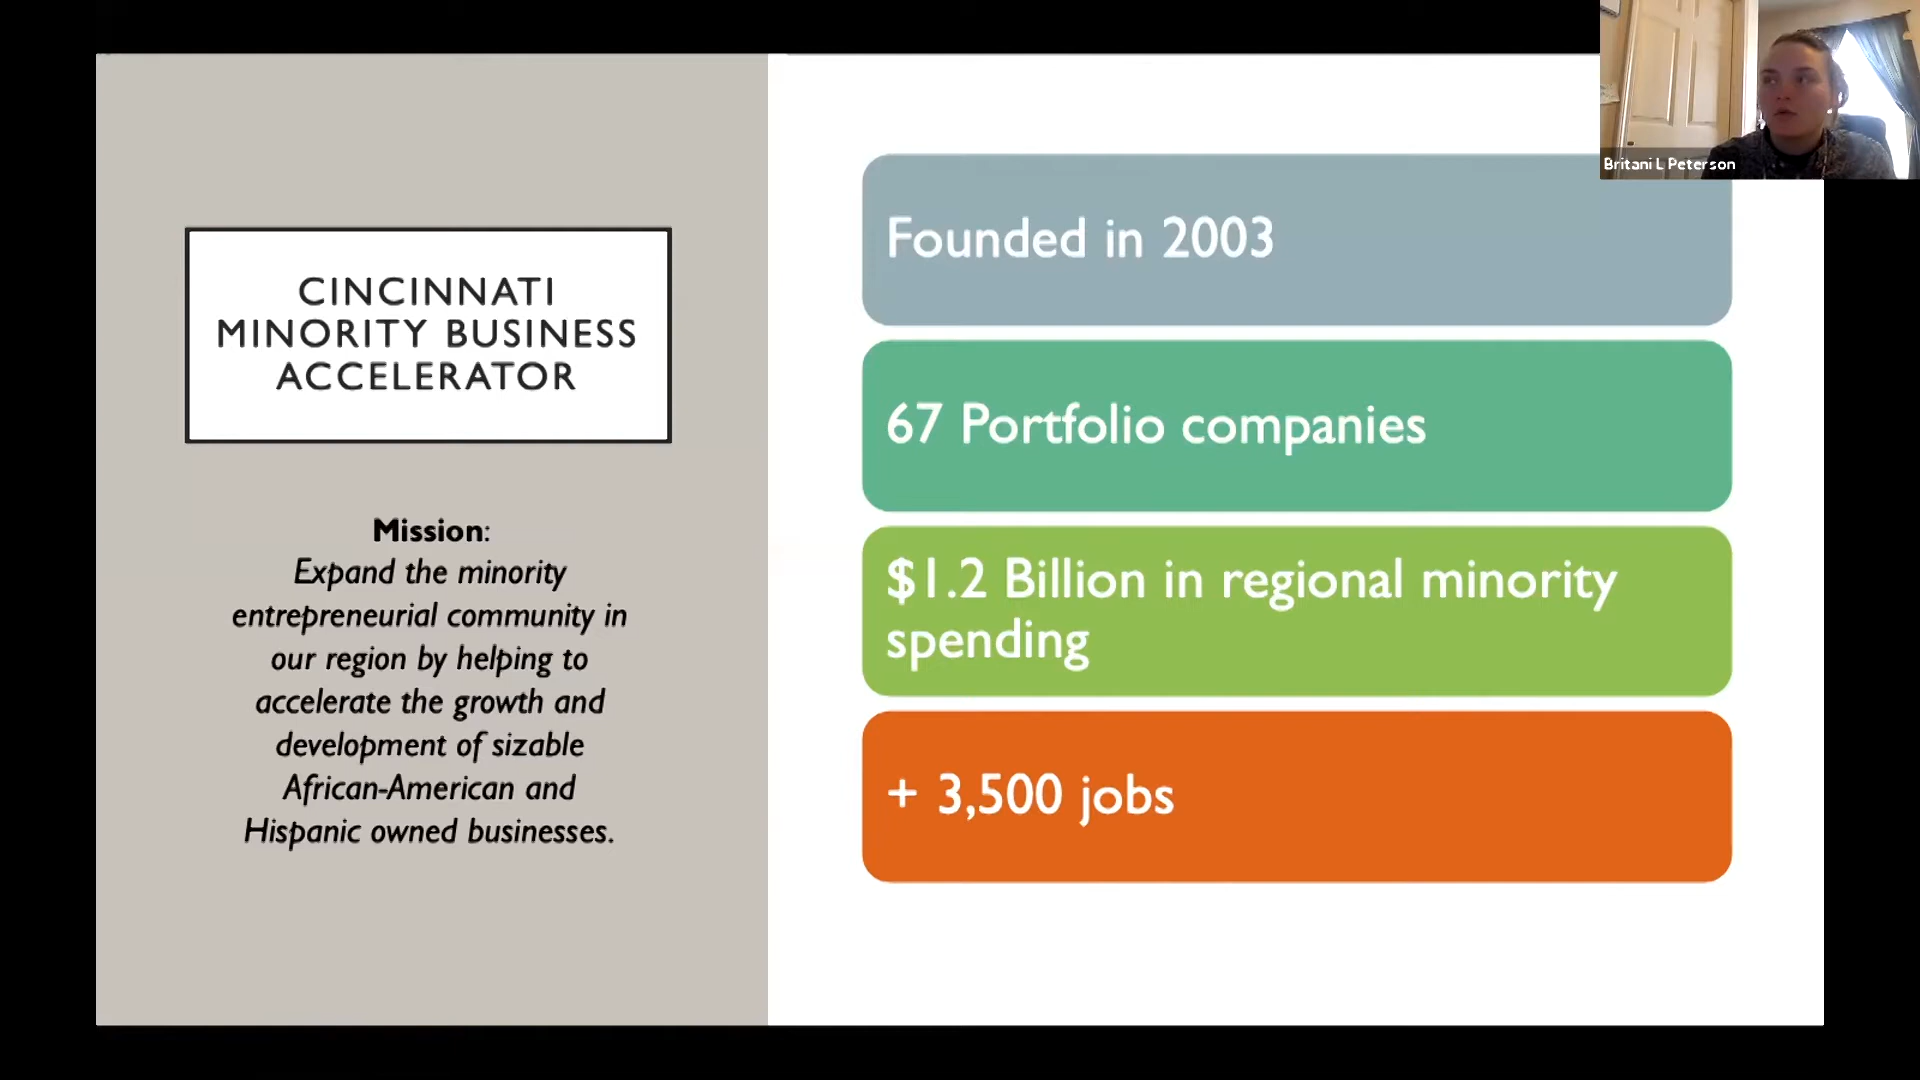 CINCINNATI
MINORITY BUSINESS
ACCELERATOR
Mission:
Expand the minority
entrepreneurial community in
our region by helping to
accelerate the growth and
development of sizable
African-American and
Hispanic owned businesses.
Founded in 2003
67 Portfolio companies
$1.2 Billion in regional minority
spending
+ 3,500 jobs
Britani L Peterson